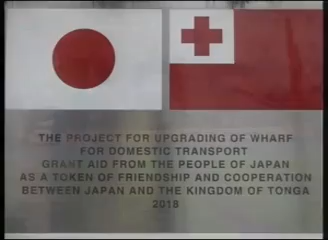 THE PROJECT FOR UPGRADING OF WHARF
FOR DOMESTIC TRANSPORT
GRANT AID FROM THE PEOPLE OF JAPAN
AS A TOKEN OF FRIENDSHIP AND COOPERATION
BETWEEN JAPAN AND THE KINGDOM OF TONGA
2018